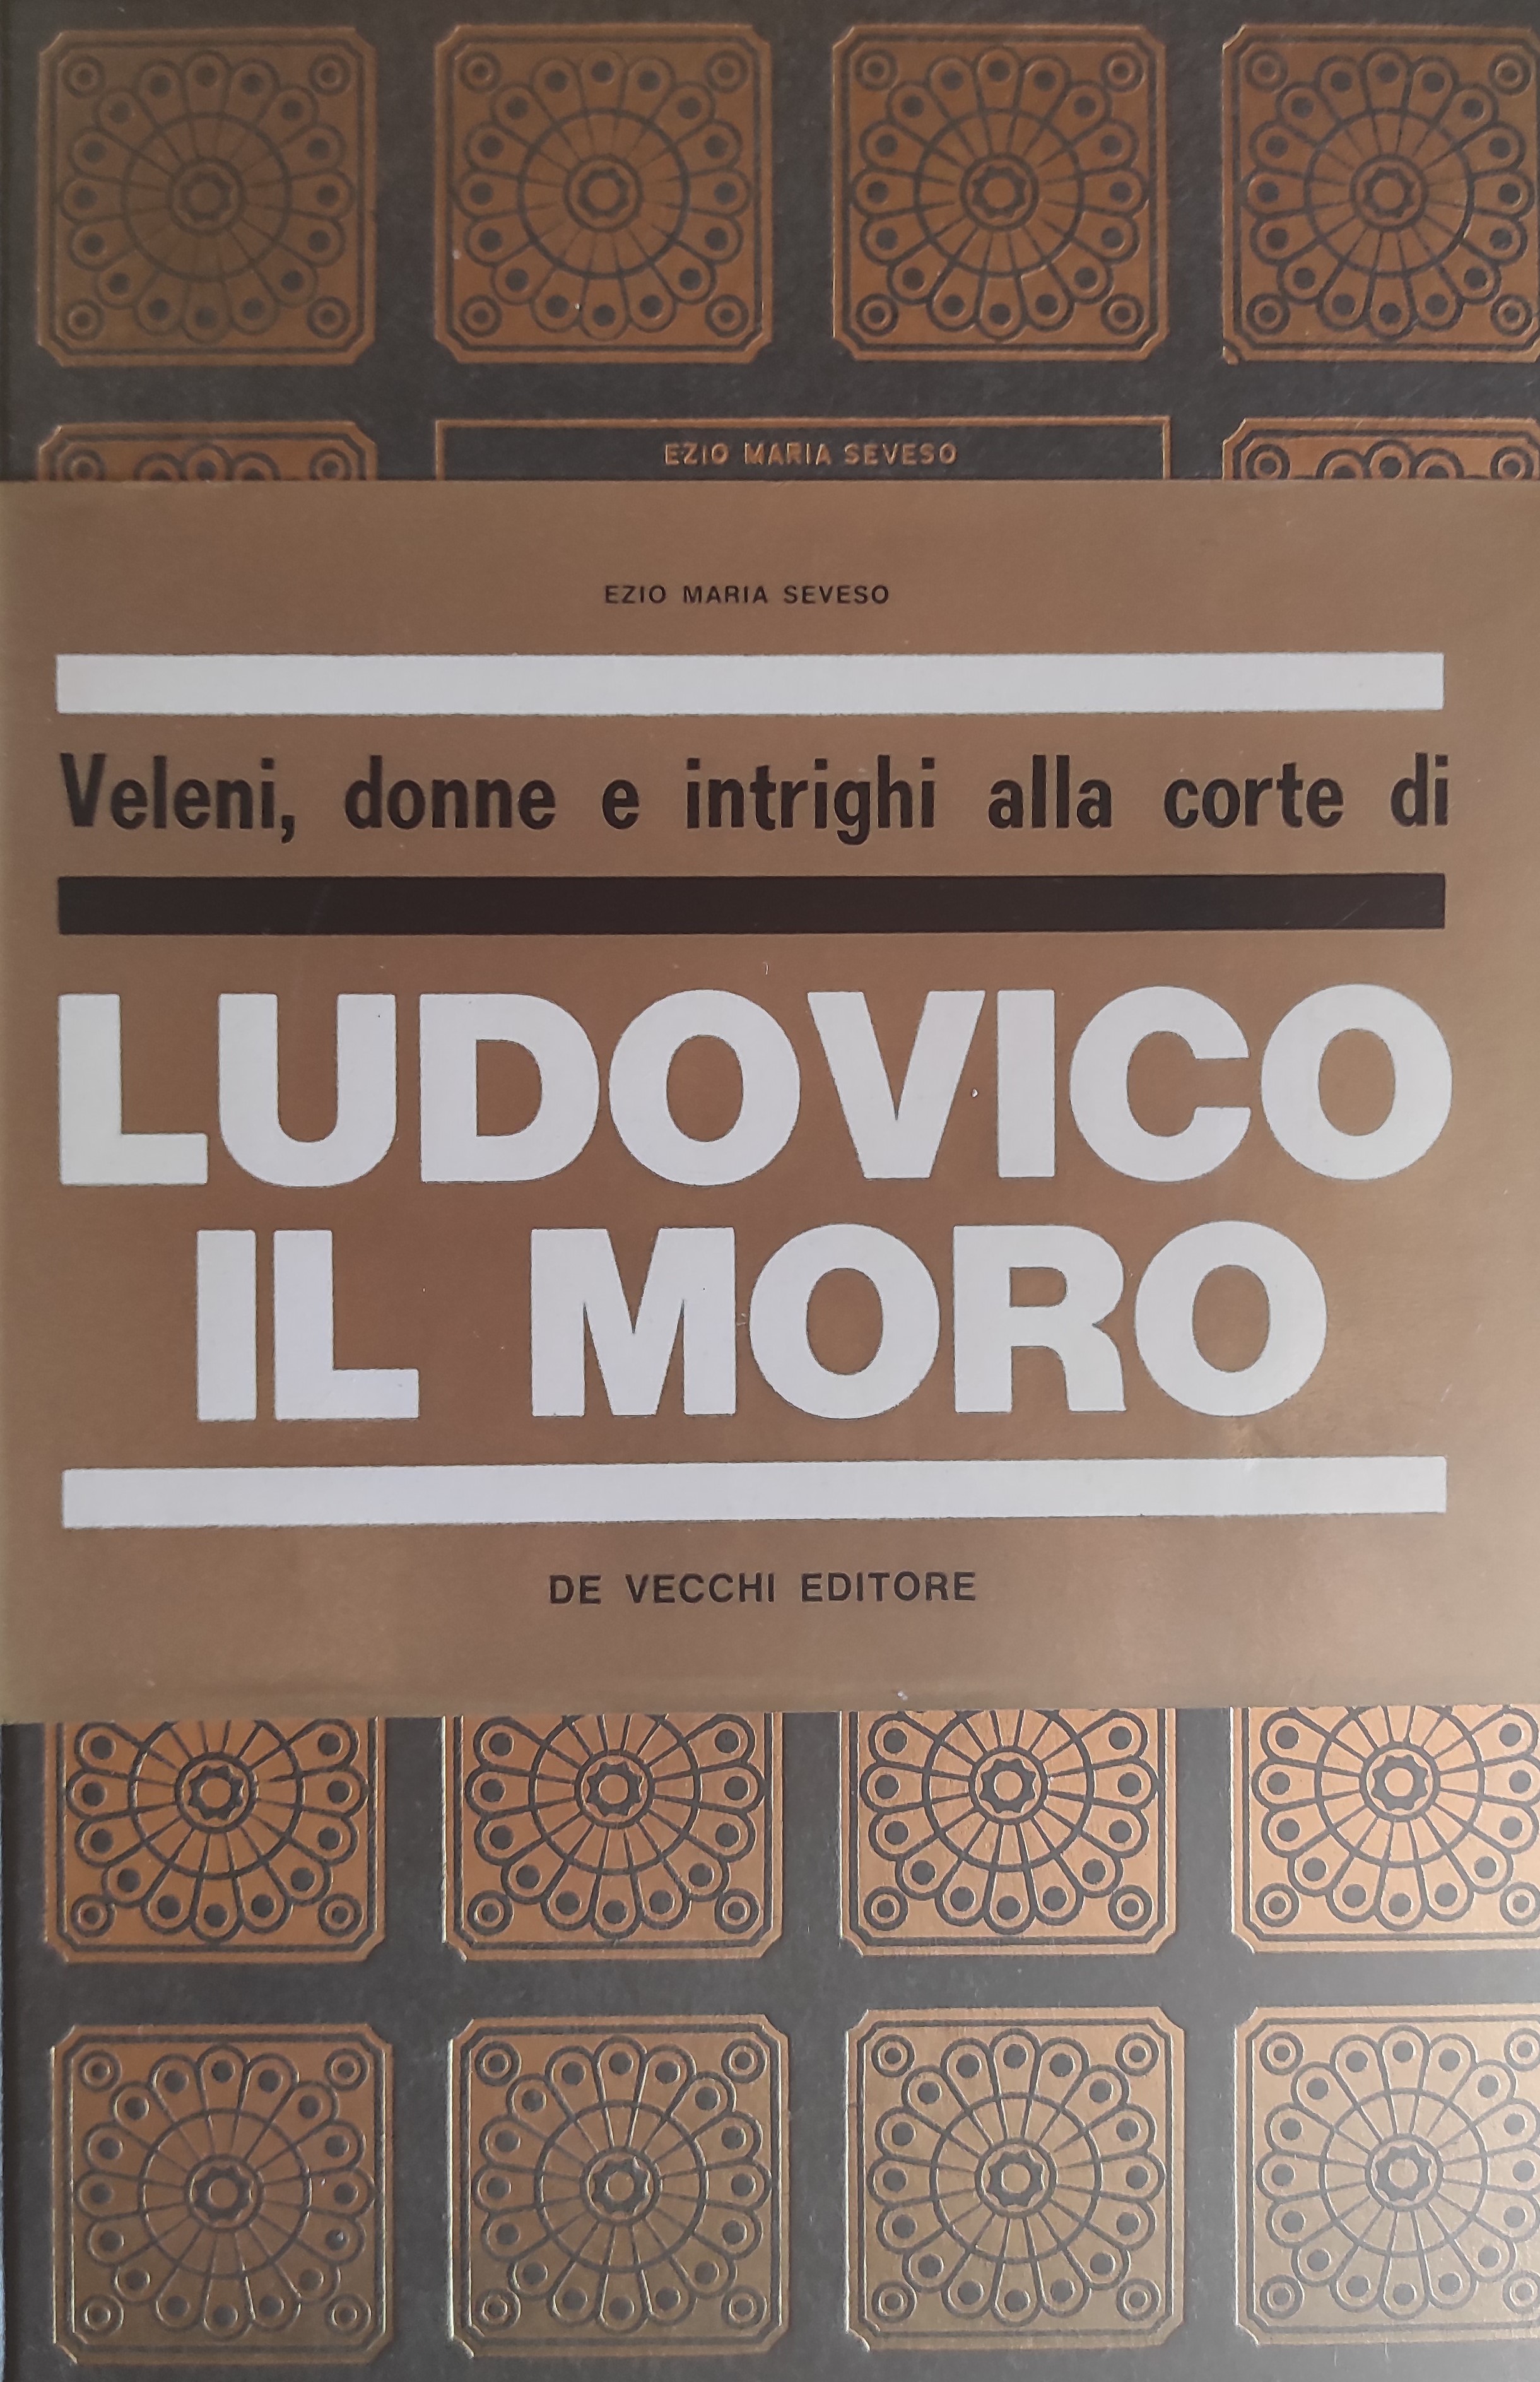 EZIO MARIA SEVESO
EZIO MARIA SEVESO
Veleni, donne e intrighi alla corte di
LUDOVICO
IL MORO
DE VECCHI EDITORE